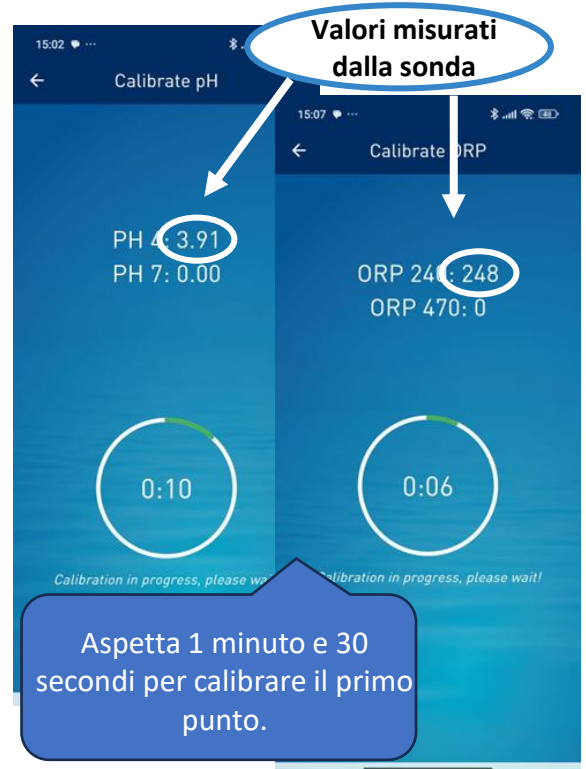 Valori misurati
dalla sonda
15:02
Calibrate pH
PH 4: 3.91
PH 7: 0.00
0:10
Calibration in progress, please
15:07
Calibrate ORP
ORP 240: 248
ORP 470: 0
0:06
Calibration in progress, please wait!
Aspetta 1 minuto e 30
secondi per calibrare il primo
punto.